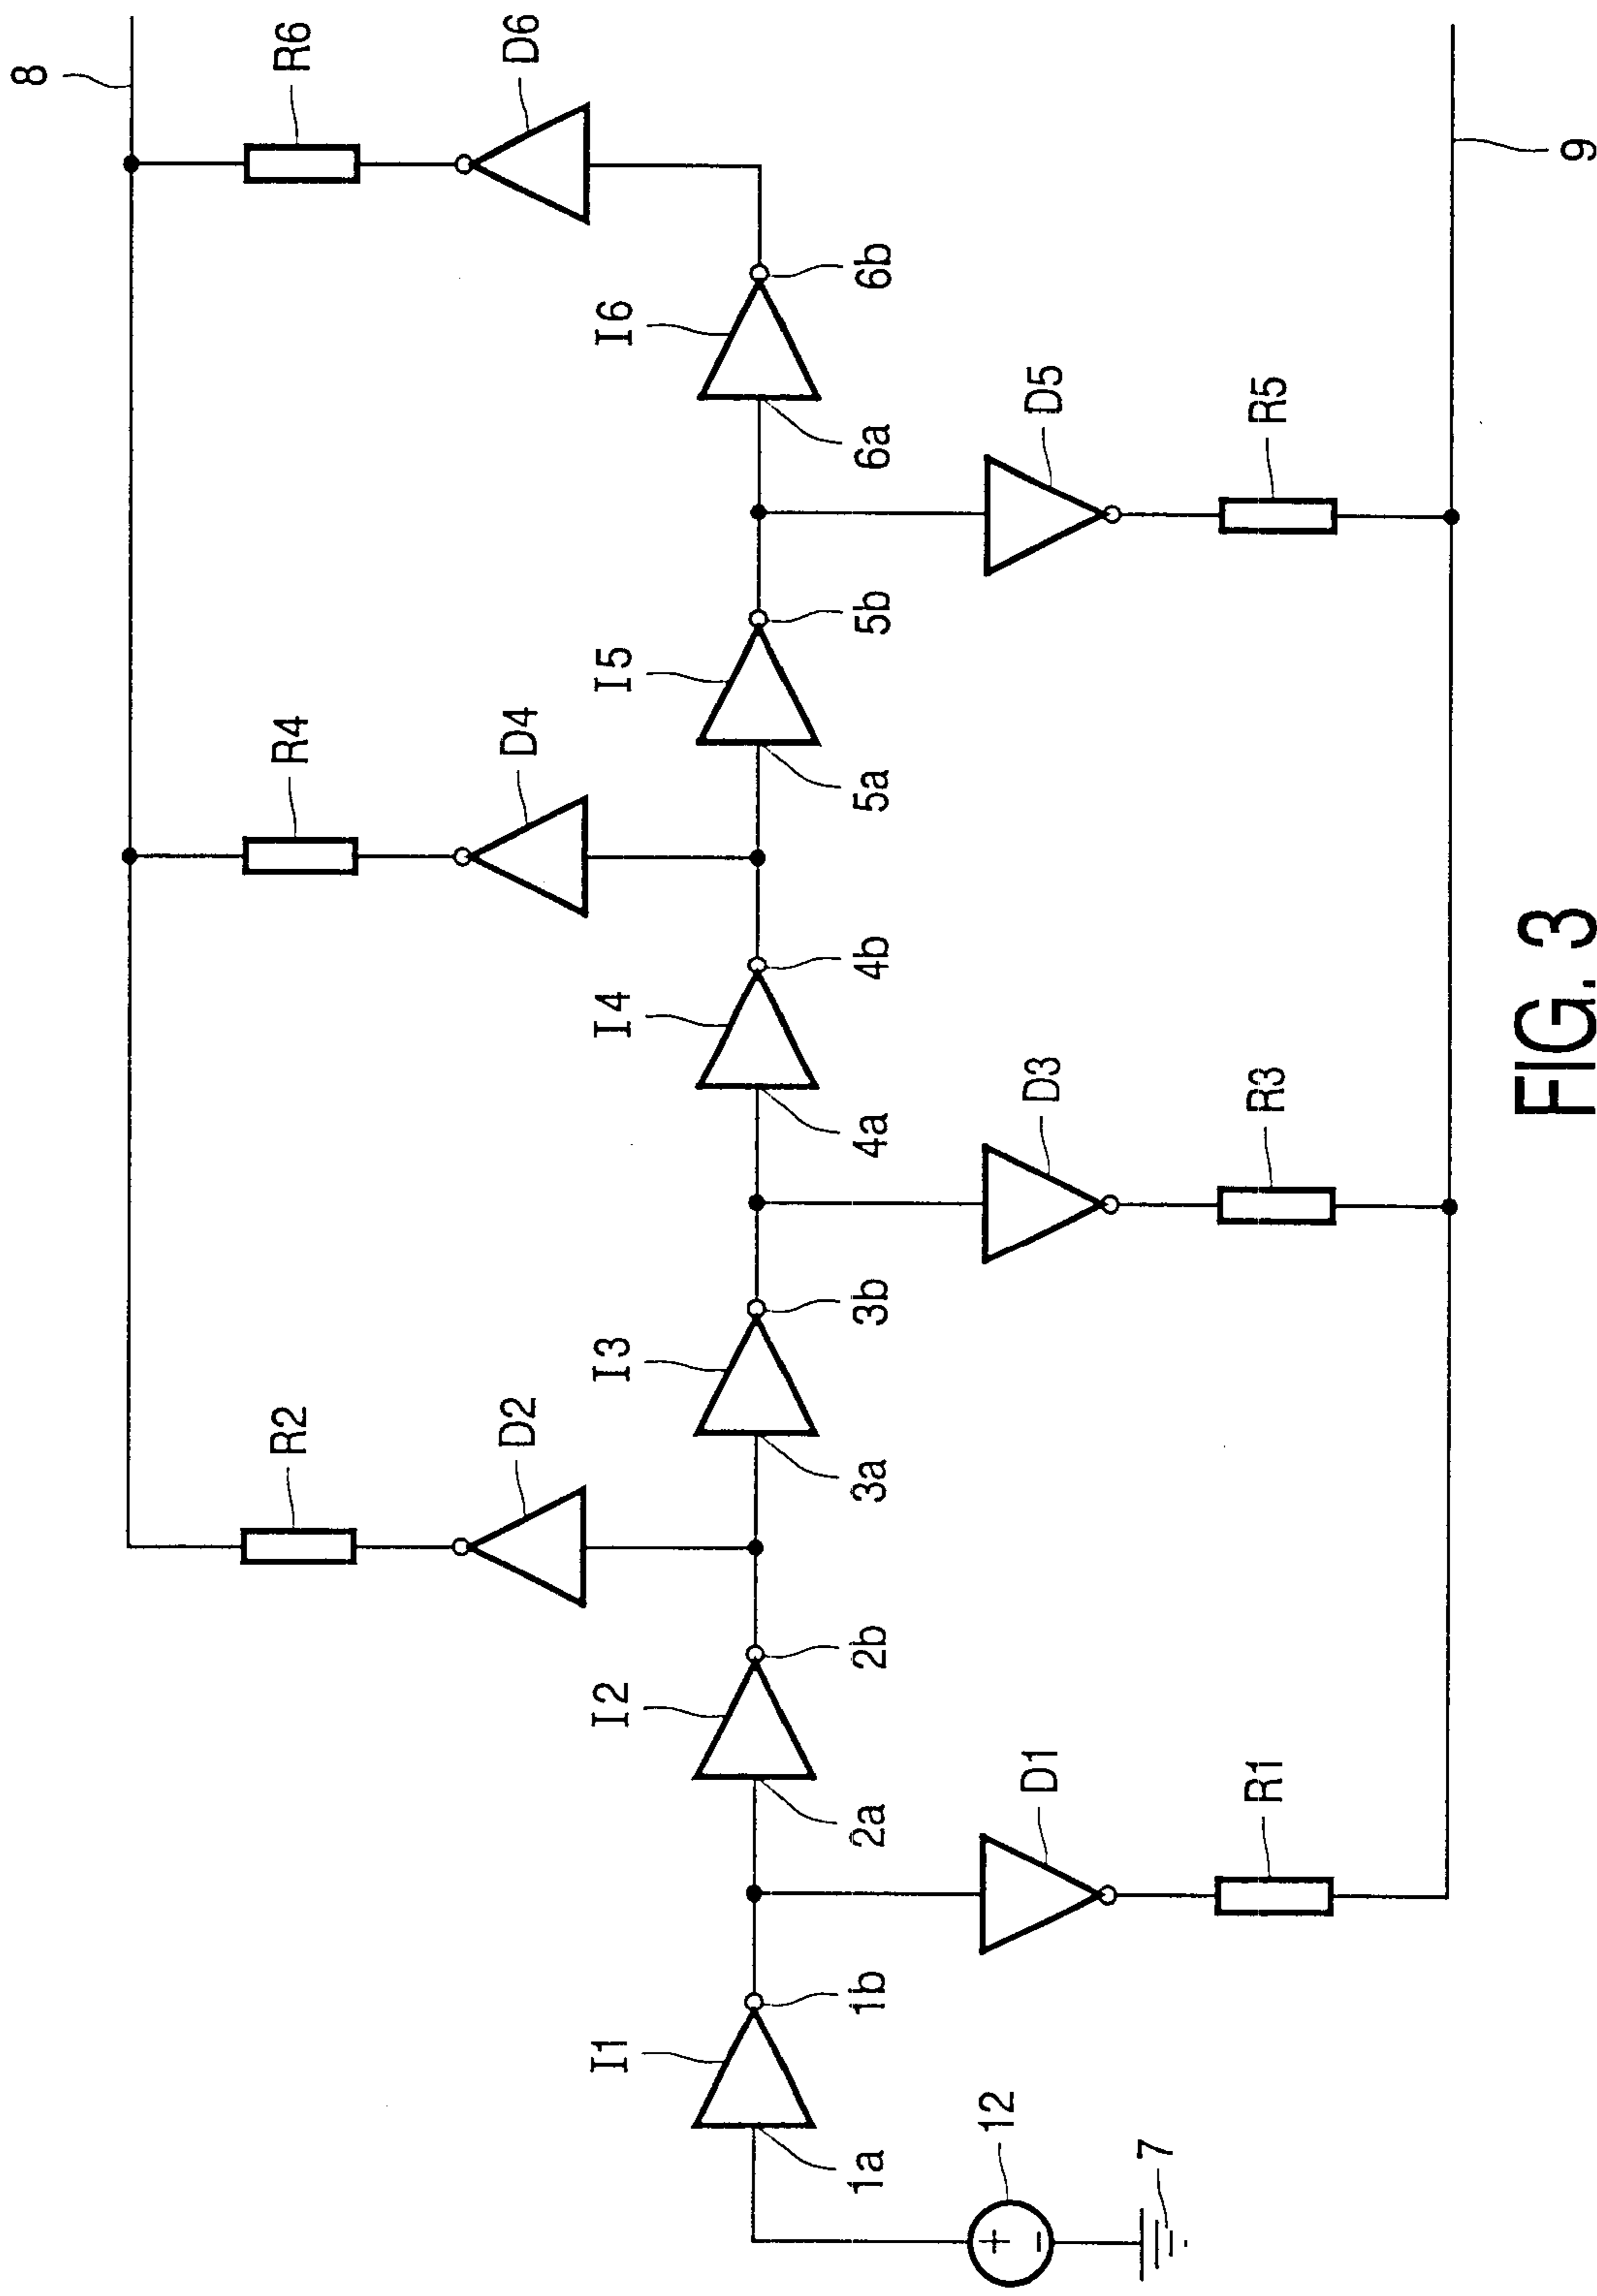 8
R2
R4
R6
D2
D4
D6
I1
I2
I3
I4
I5
I6
1a
1b
2a
2b
3a
3b
4a
4b
5a
5b
6a
6b
12
+
−
D1
D3
D5
7
R1
R3
R5
9
FIG. 3